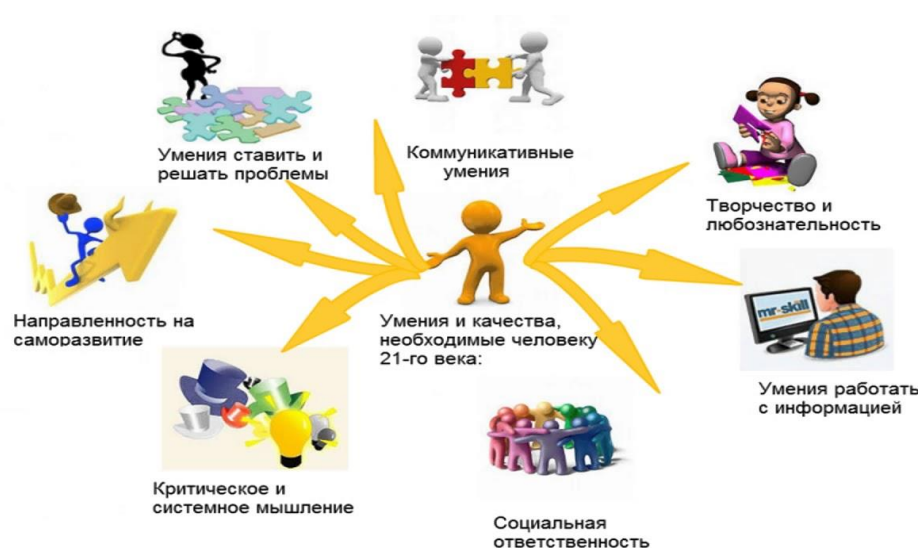 Умения ставить и
решать проблемы
Коммуникативные
умения
Творчество и
любознательность
Направленность на
саморазвитие
Умения и качества,
необходимые человеку
21-го века:
mr-skill
Умения работать
с информацией
Критическое и
системное мышление
Социальная
ответственность